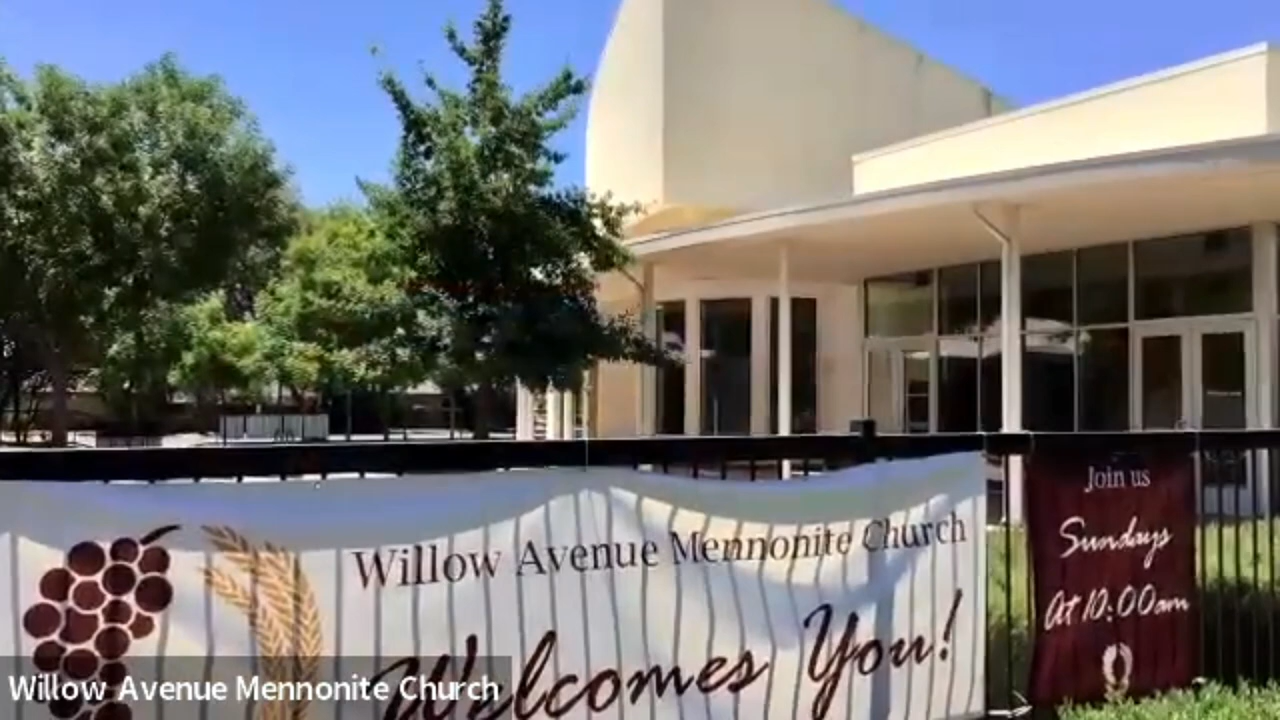 Willow Avenue Mennonite Church
Welcomes You!
Join us
Sundays
At 10:00am
Willow Avenue Mennonite Church